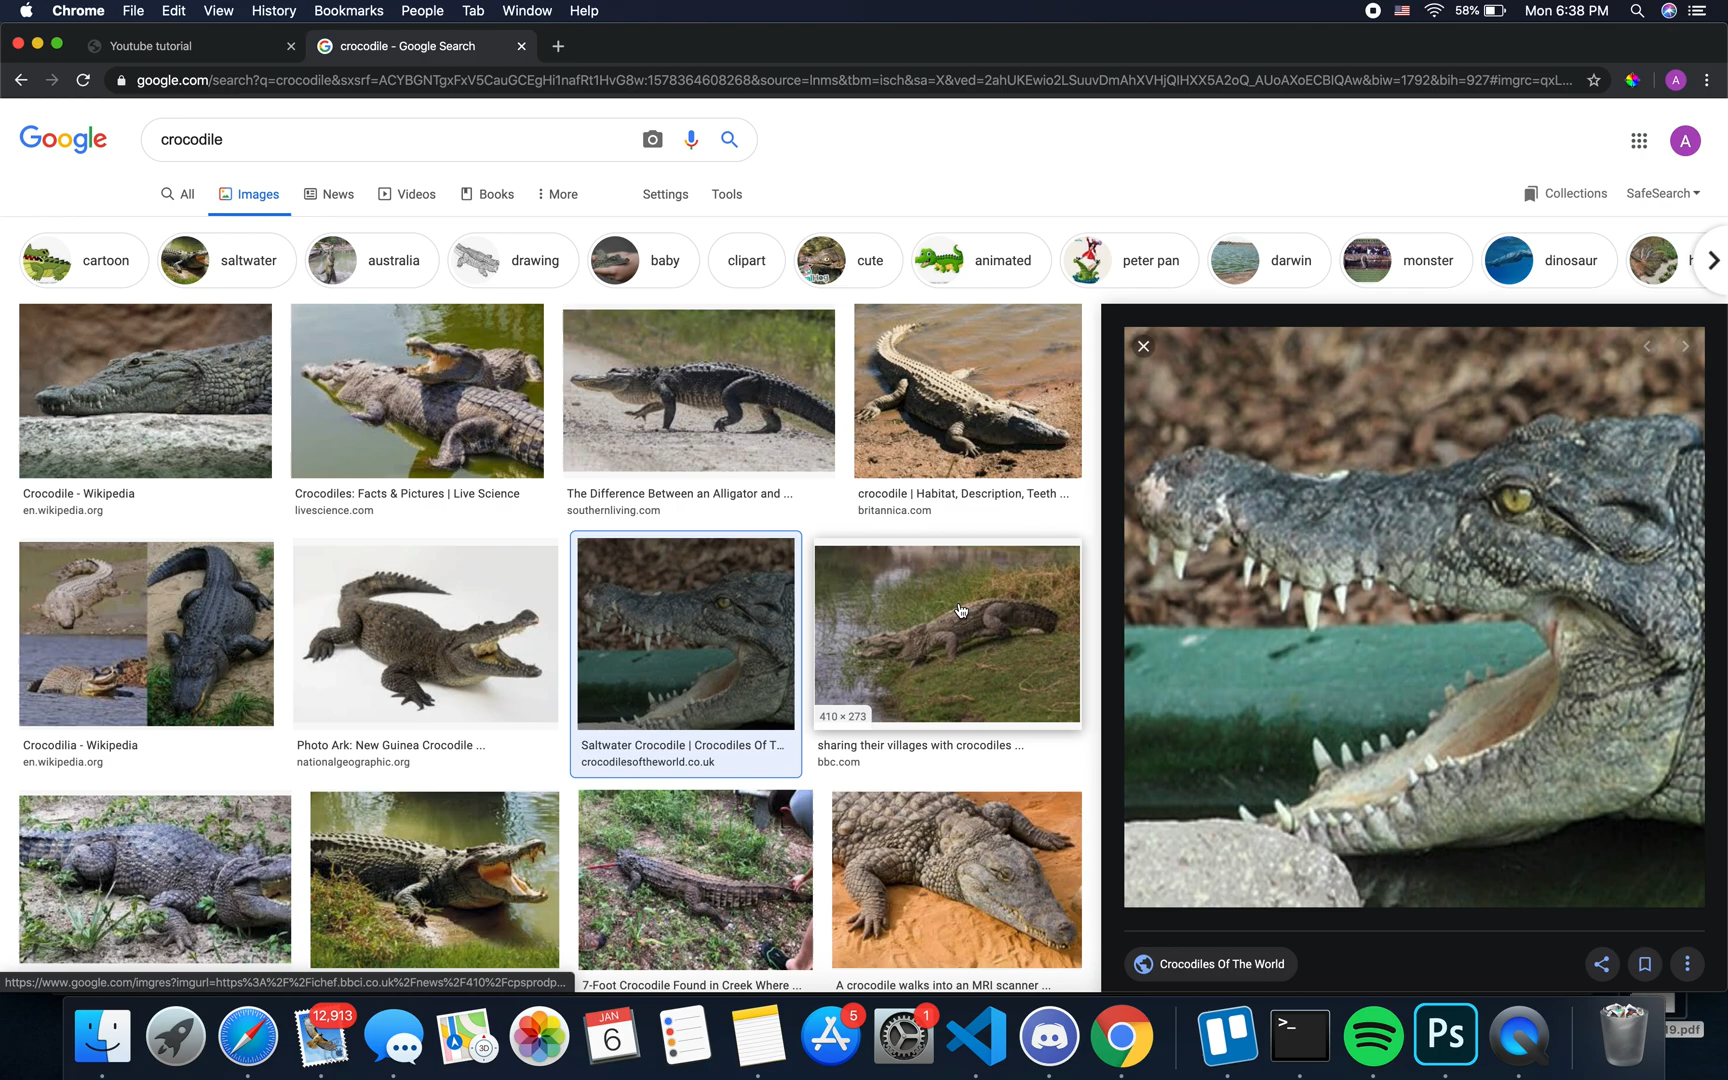 Chrome File Edit View History Bookmarks People Tab Window Help 58% Mon 6:38 PM
Youtube tutorial crocodile - Google Search
google.com/search?q=crocodile&sxsrf=ACYBGNTgxFxV5CauGCEgHi1nafRt1HvG8w:1578364608268&source=lnms&tbm=isch&sa=X&ved=2ahUKEwio2LSuuvDmAhXVHjQIHXX5A2oQ_AUoAXoECBIQAw&biw=1792&bih=927#imgrc=qxL... A
Google crocodile A
All Images News Videos Books More Settings Tools Collections SafeSearch
cartoon saltwater australia drawing baby clipart cute animated peter pan darwin monster dinosaur
Crocodile - Wikipedia
en.wikipedia.org
Crocodiles: Facts & Pictures | Live Science
livescience.com
The Difference Between an Alligator and ...
southernliving.com
crocodile | Habitat, Description, Teeth ...
britannica.com
410 × 273
Crocodilia - Wikipedia
en.wikipedia.org
Photo Ark: New Guinea Crocodile ...
nationalgeographic.org
Saltwater Crocodile | Crocodiles Of T...
crocodilesoftheworld.co.uk
sharing their villages with crocodiles ...
bbc.com
Crocodiles Of The World
https://www.google.com/imgres?imgurl=https%3A%2F%2Fichef.bbci.co.uk%2Fnews%2F410%2Fcpsprodp...
7-Foot Crocodile Found in Creek Where ...
A crocodile walks into an MRI scanner ...
12,913
3D
JAN
6
5
1
>_
Ps
19.pdf